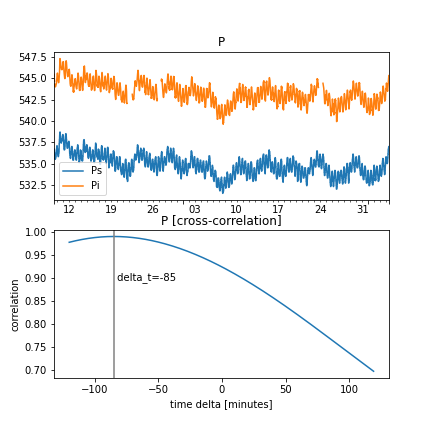 P
547.5
545.0
542.5
540.0
537.5
535.0
532.5
Ps
Pi
12 19 26 03 10 17 24 31
P [cross-correlation]
1.00
0.95
0.90
0.85
0.80
0.75
0.70
correlation
delta_t=-85
−100 −50 0 50 100
time delta [minutes]